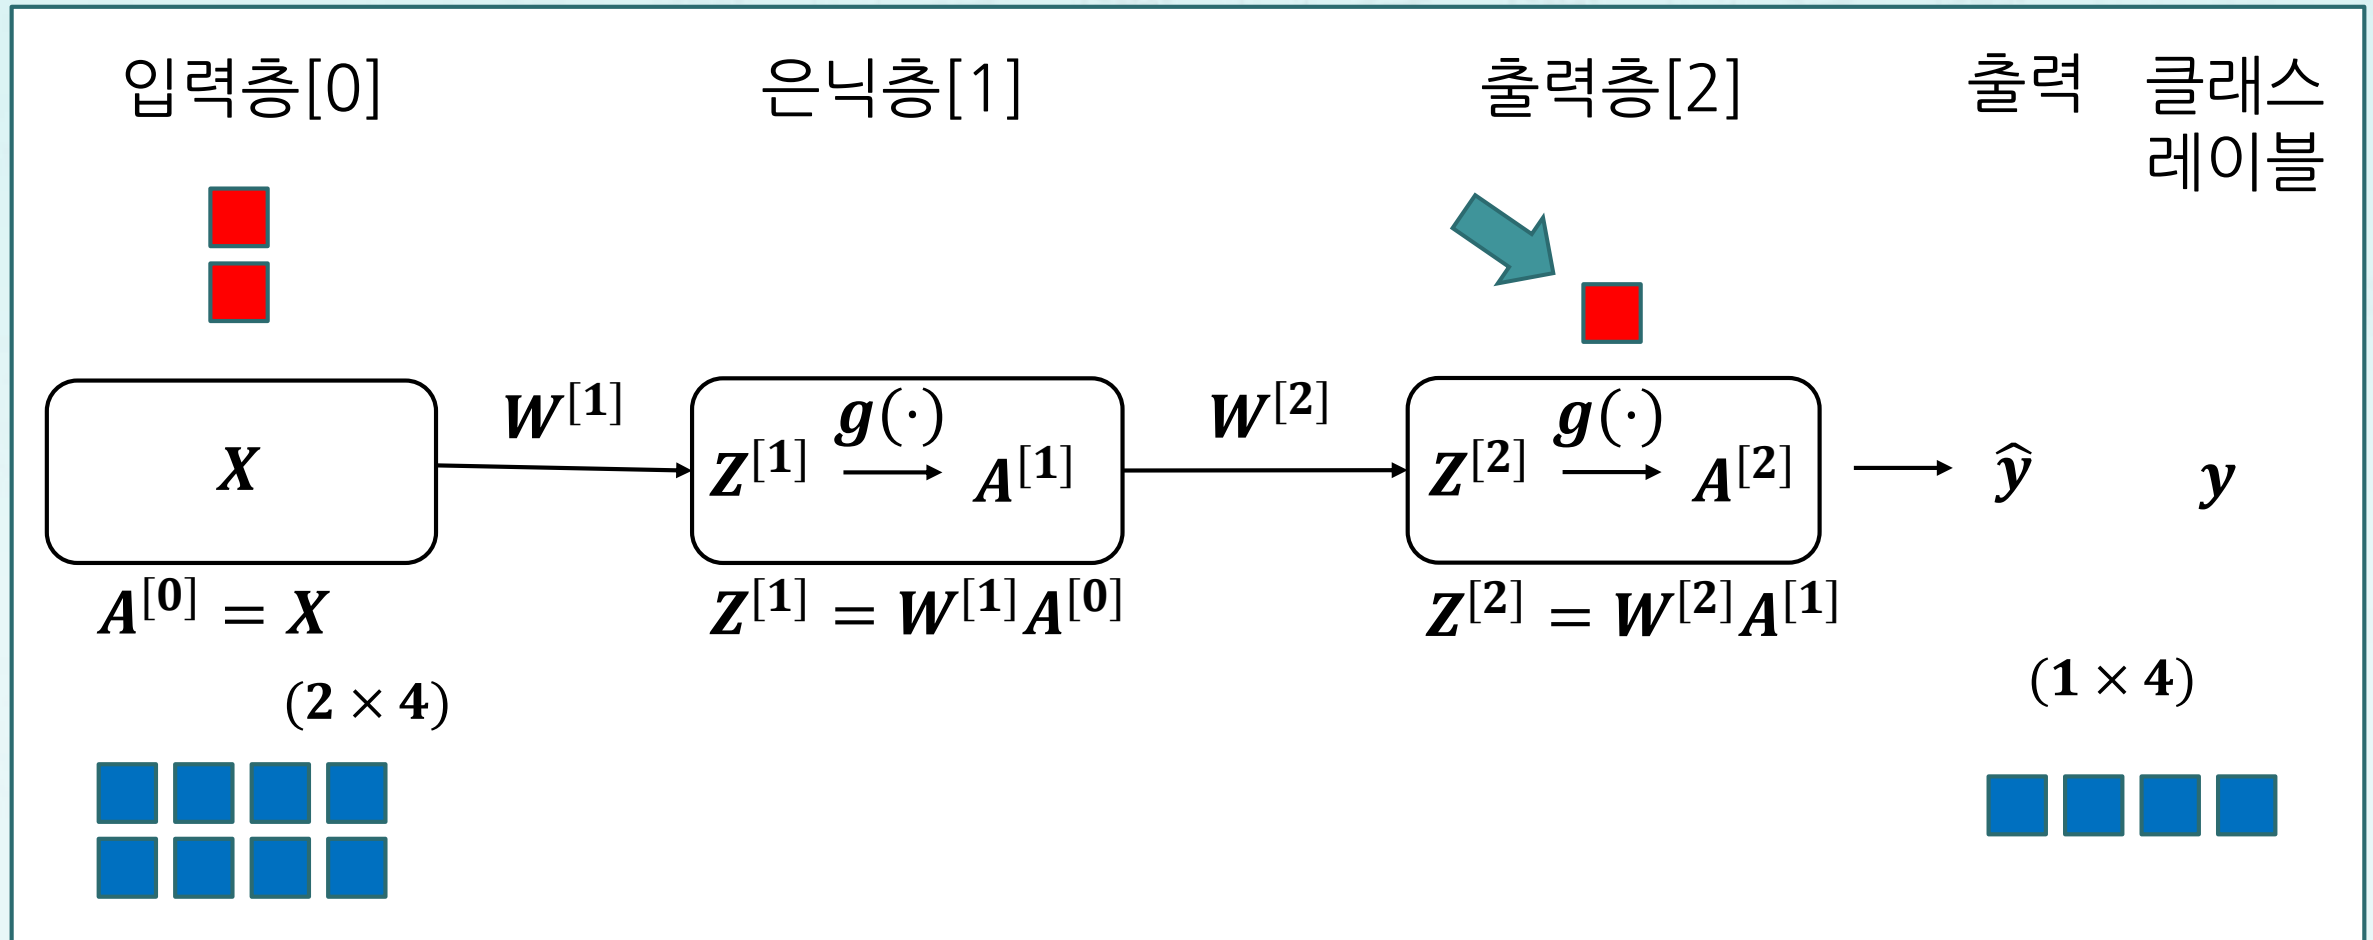 입력층[0]
은닉층[1]
출력층[2]
출력
클래스
레이블
X
W^[1]
Z^[1] g(·) → A^[1]
W^[2]
Z^[2] g(·) → A^[2]
ŷ
y
A^[0] = X
Z^[1] = W^[1]A^[0]
Z^[2] = W^[2]A^[1]
(2 × 4)
(1 × 4)